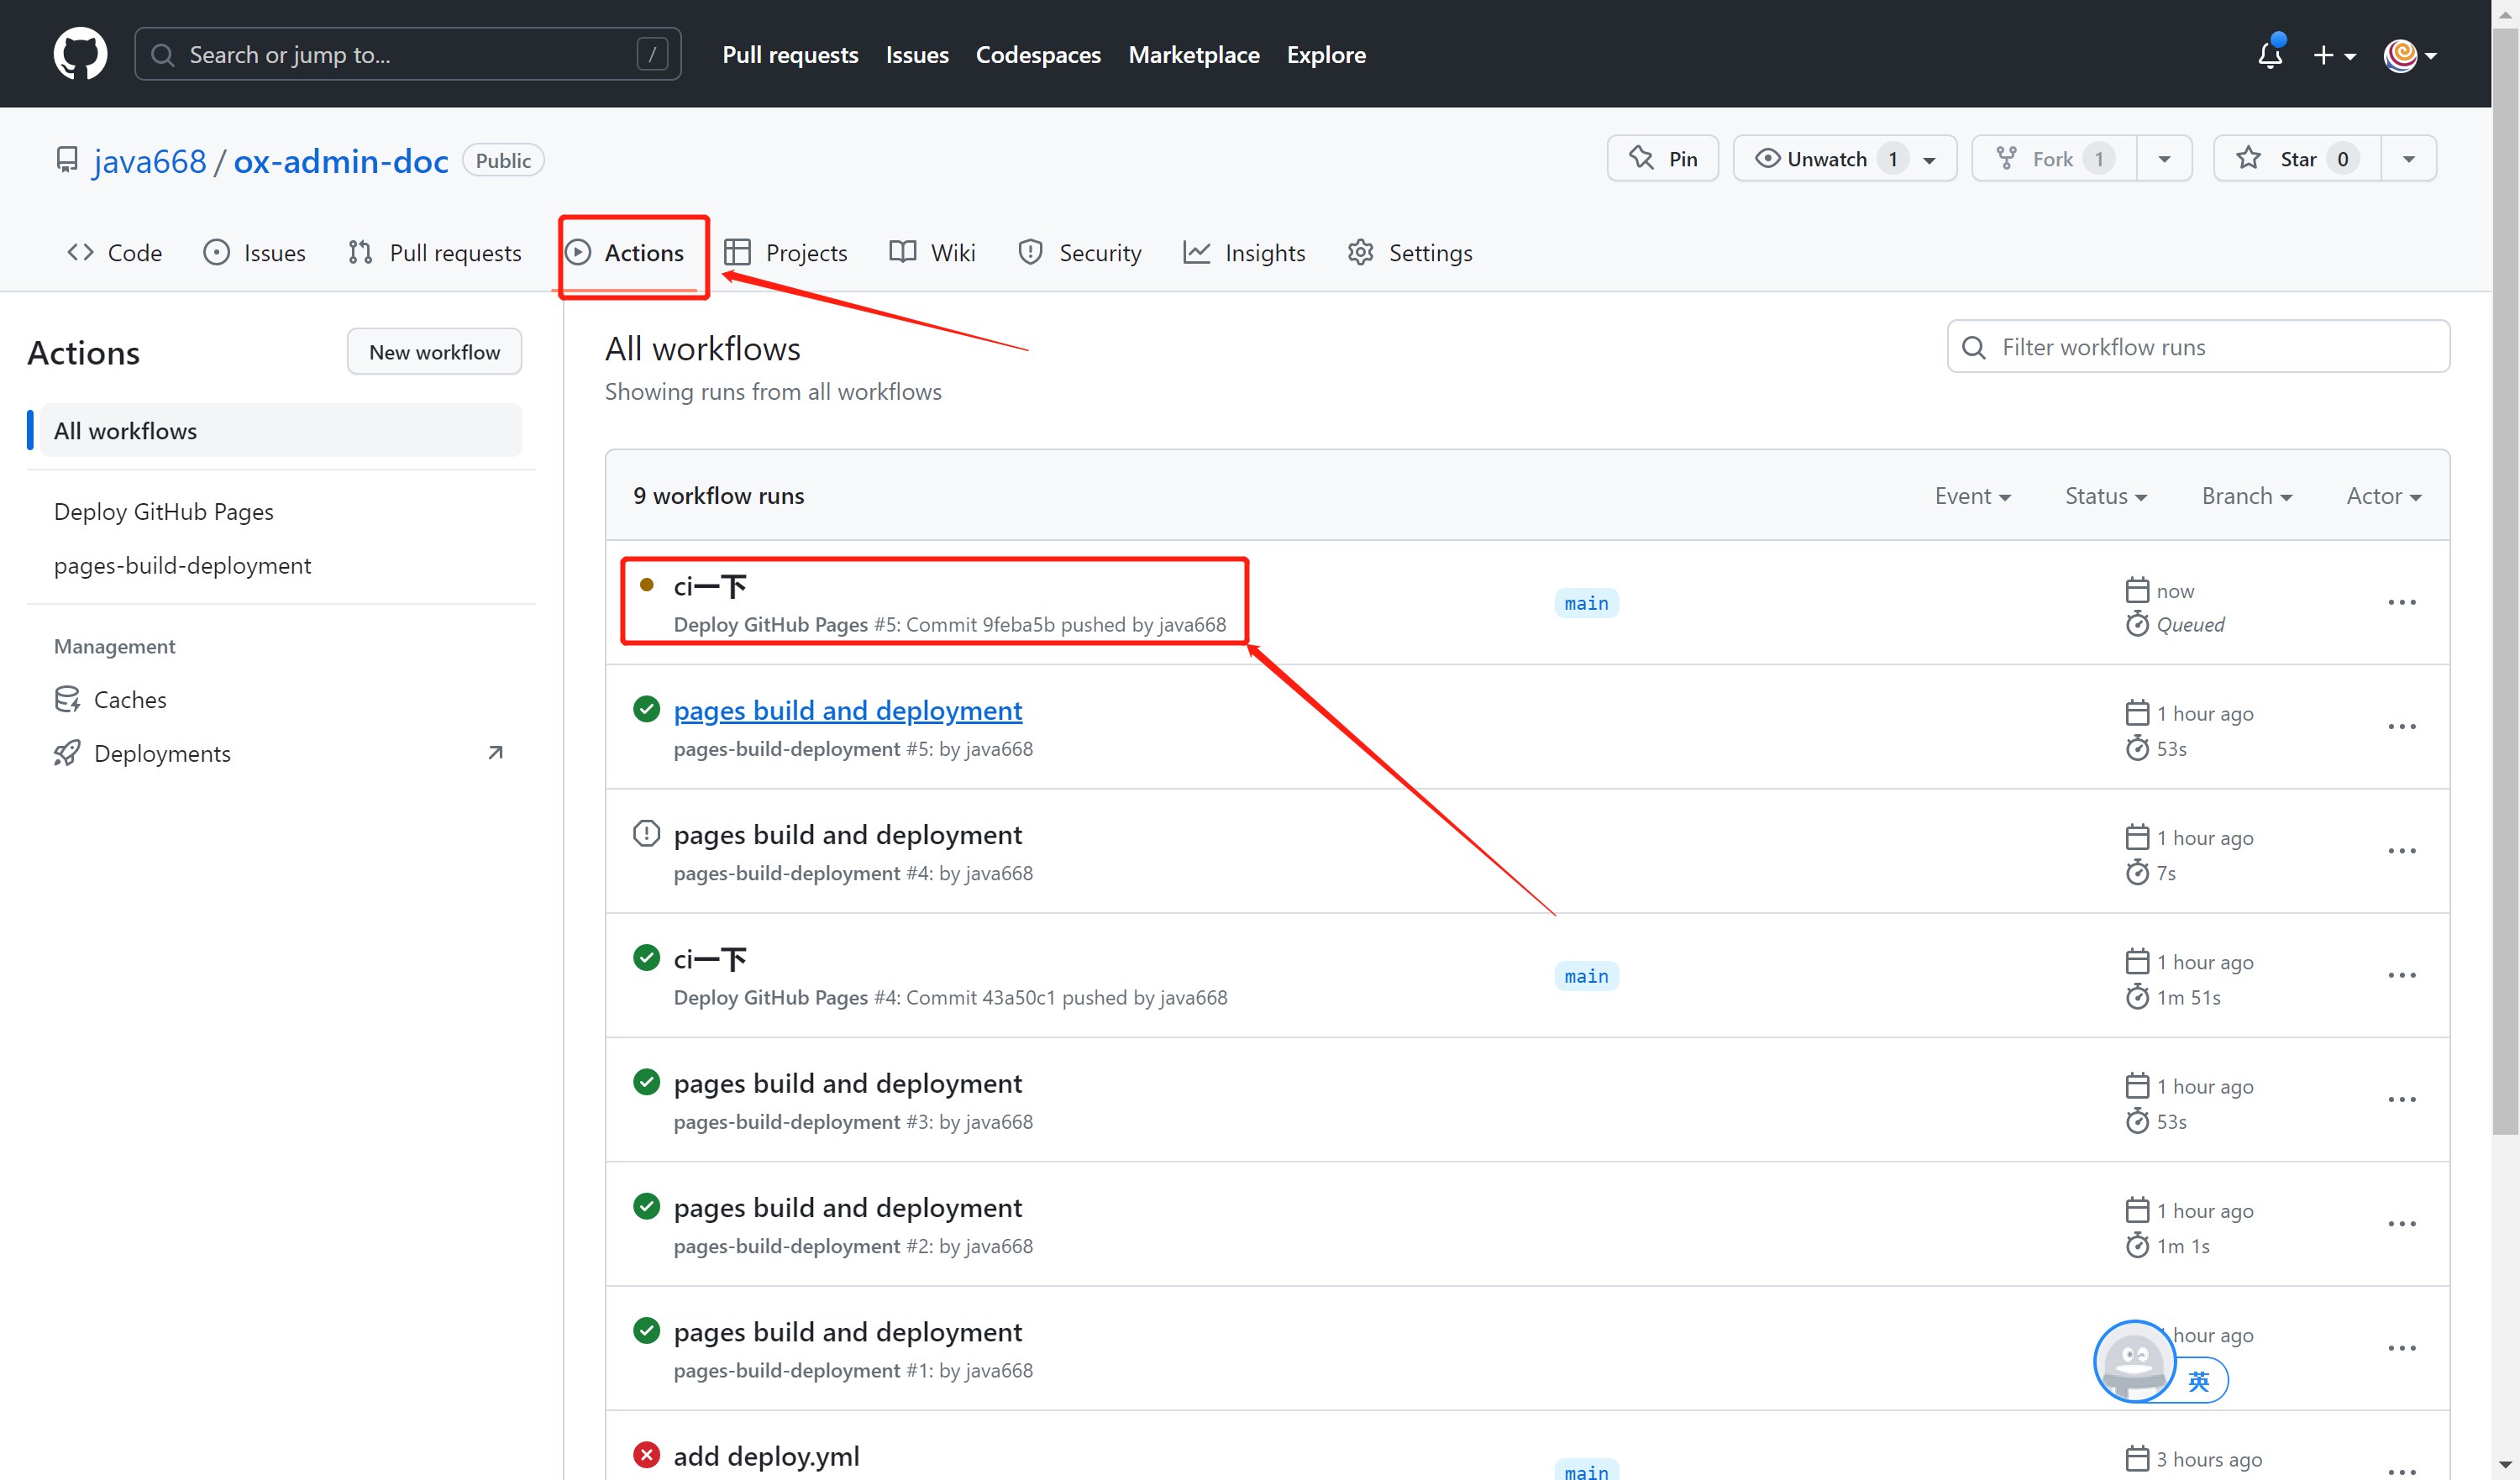 Search or jump to... / Pull requests Issues Codespaces Marketplace Explore
java668 / ox-admin-doc Public Pin Unwatch 1 Fork 1 Star 0
Code Issues Pull requests Actions Projects Wiki Security Insights Settings
Actions New workflow
All workflows
Deploy GitHub Pages
pages-build-deployment
Management
Caches
Deployments
All workflows
Showing runs from all workflows
Filter workflow runs
9 workflow runs Event Status Branch Actor
ci一下
Deploy GitHub Pages #5: Commit 9feba5b pushed by java668
main
now
Queued
pages build and deployment
pages-build-deployment #5: by java668
1 hour ago
53s
pages build and deployment
pages-build-deployment #4: by java668
1 hour ago
7s
ci一下
Deploy GitHub Pages #4: Commit 43a50c1 pushed by java668
main
1 hour ago
1m 51s
pages build and deployment
pages-build-deployment #3: by java668
1 hour ago
53s
pages build and deployment
pages-build-deployment #2: by java668
1 hour ago
1m 1s
pages build and deployment
pages-build-deployment #1: by java668
hour ago
英
add deploy.yml
main
3 hours ago